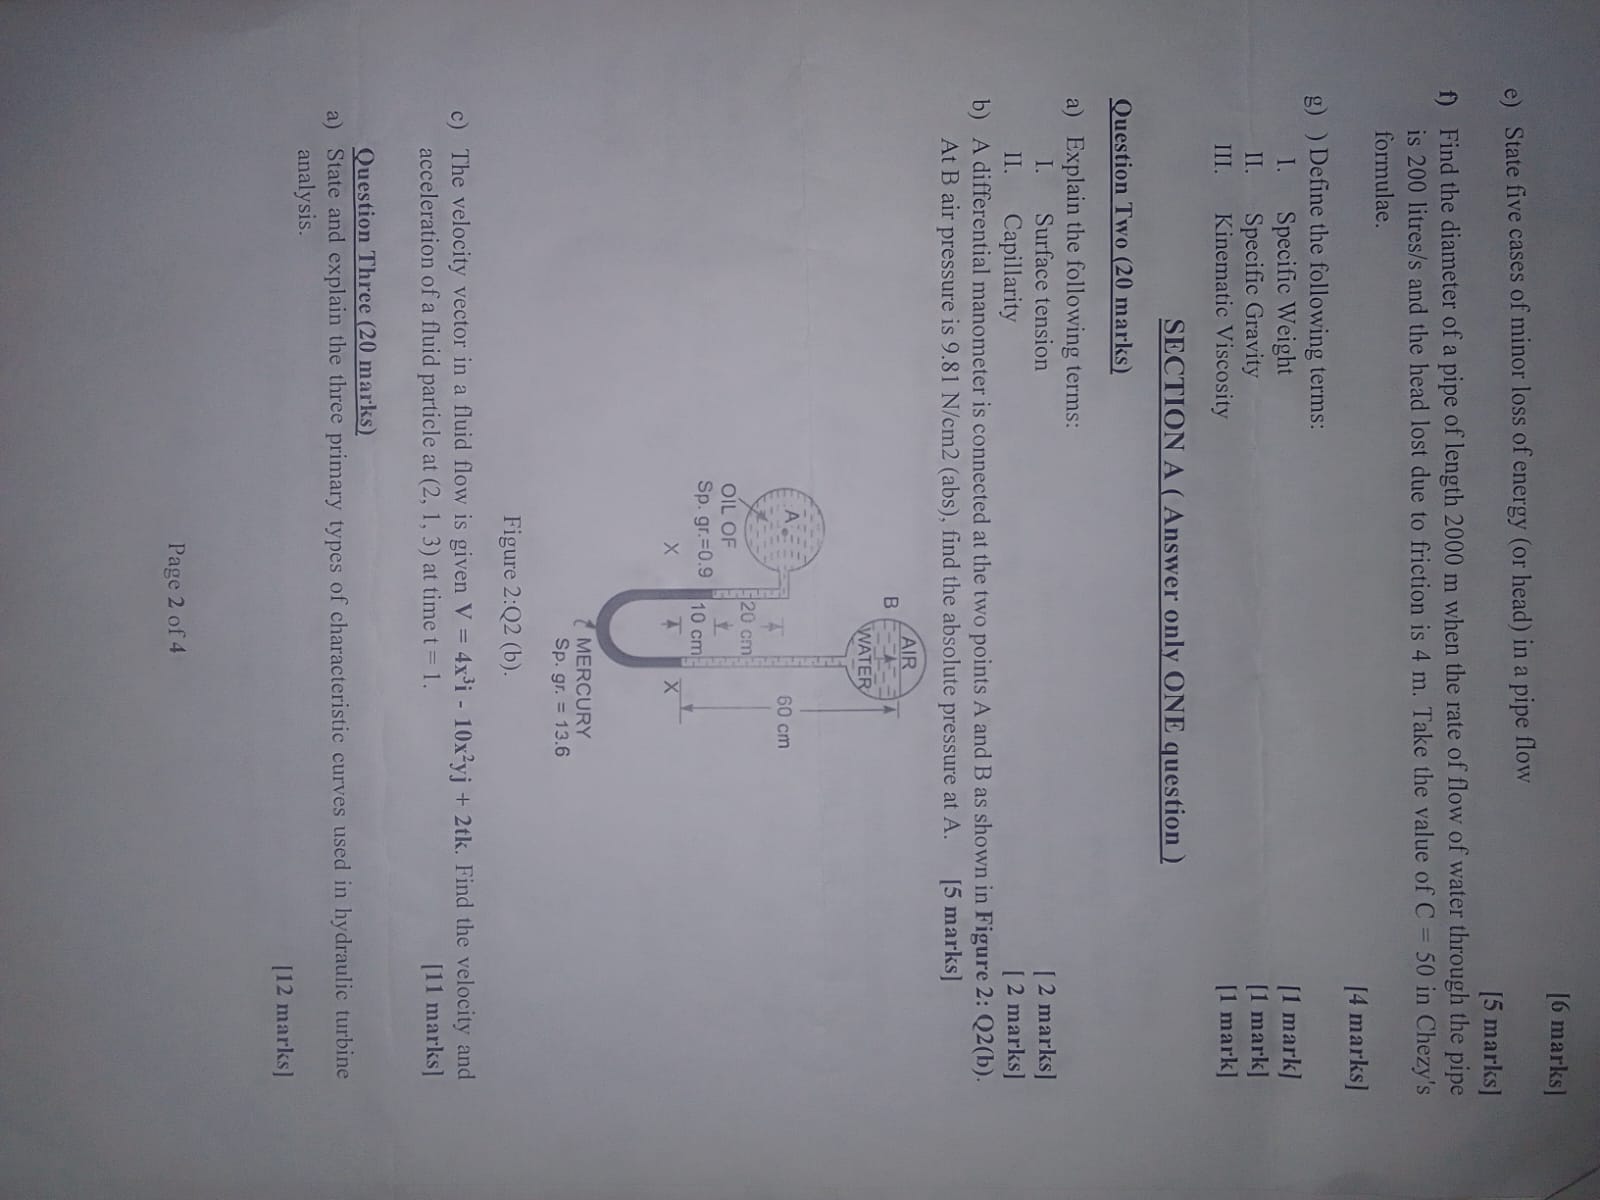 [6 marks]
e) State five cases of minor loss of energy (or head) in a pipe flow
[5 marks]
f) Find the diameter of a pipe of length 2000 m when the rate of flow of water through the pipe
is 200 litres/s and the head lost due to friction is 4 m. Take the value of C = 50 in Chezy's
formulae.
[4 marks]
g) ) Define the following terms:
I. Specific Weight [1 mark]
II. Specific Gravity [1 mark]
III. Kinematic Viscosity [1 mark]
SECTION A ( Answer only ONE question )
Question Two (20 marks)
a) Explain the following terms:
I. Surface tension [ 2 marks]
II. Capillarity [ 2 marks]
b) A differential manometer is connected at the two points A and B as shown in Figure 2: Q2(b).
At B air pressure is 9.81 N/cm2 (abs), find the absolute pressure at A. [5 marks]
AIR
B
WATER
A
60 cm
20 cm
OIL OF
Sp. gr.=0.9
10 cm
X X
MERCURY
Sp. gr. = 13.6
Figure 2:Q2 (b).
c) The velocity vector in a fluid flow is given V = 4x³i - 10x²yj + 2tk. Find the velocity and
acceleration of a fluid particle at (2, 1, 3) at time t = 1. [11 marks]
Question Three (20 marks)
a) State and explain the three primary types of characteristic curves used in hydraulic turbine
analysis.
[12 marks]
Page 2 of 4